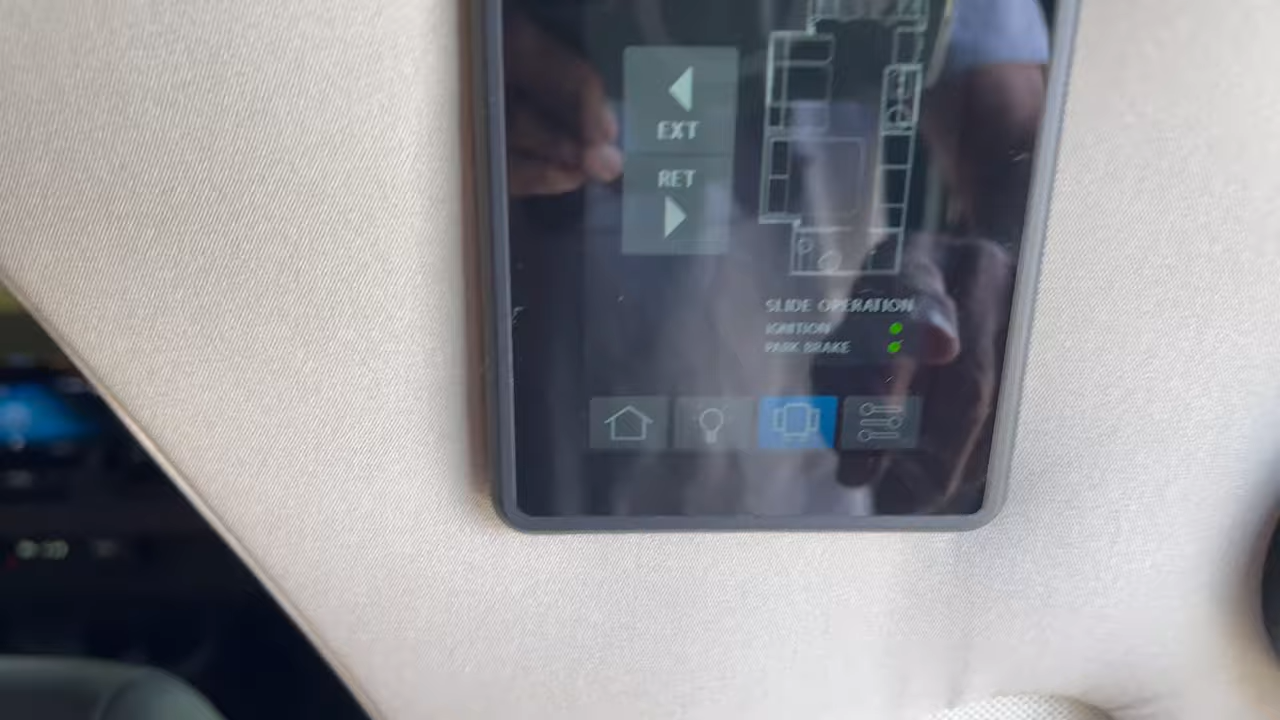 EXT
RET
SLIDE OPERATION
IGNITION
PARK BRAKE